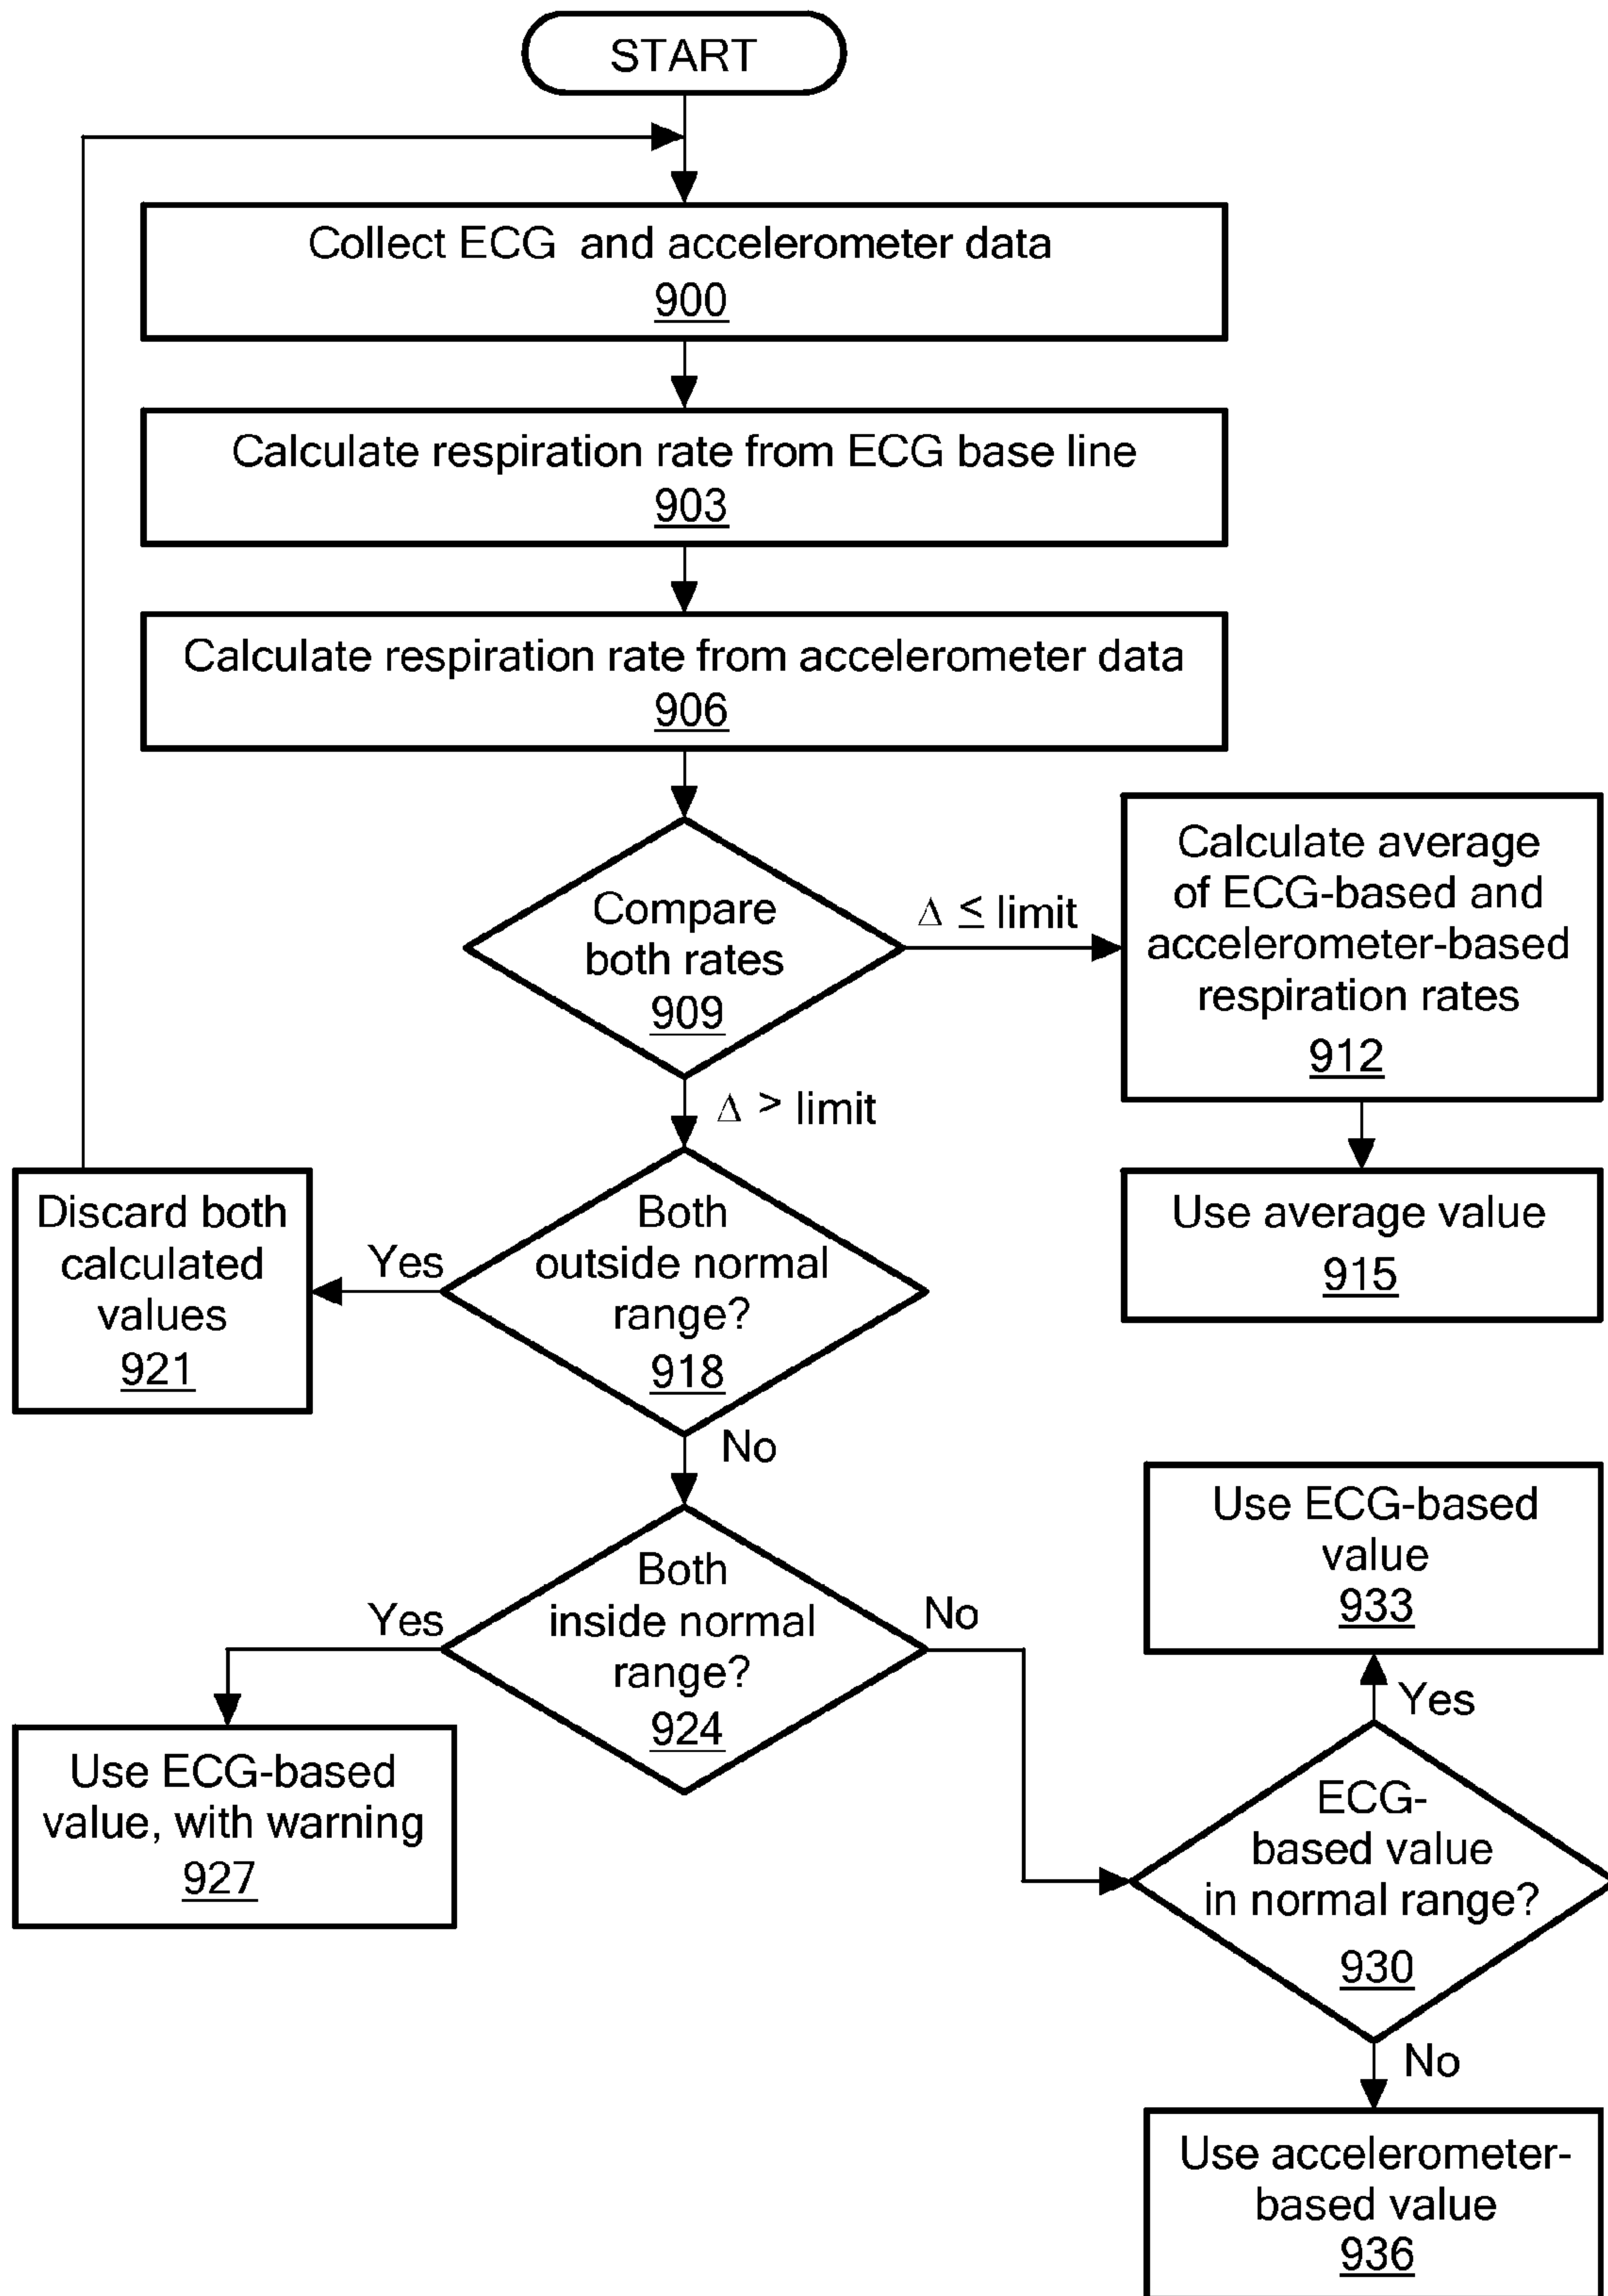 START
Collect ECG and accelerometer data
900
Calculate respiration rate from ECG base line
903
Calculate respiration rate from accelerometer data
906
Compare
both rates
909
Δ ≤ limit
Calculate average
of ECG-based and
accelerometer-based
respiration rates
912
Δ > limit
Use average value
915
Both
outside normal
range?
918
Yes
Discard both
calculated
values
921
No
Both
inside normal
range?
924
Yes
Use ECG-based
value, with warning
927
No
ECG-
based value
in normal range?
930
Yes
Use ECG-based
value
933
No
Use accelerometer-
based value
936